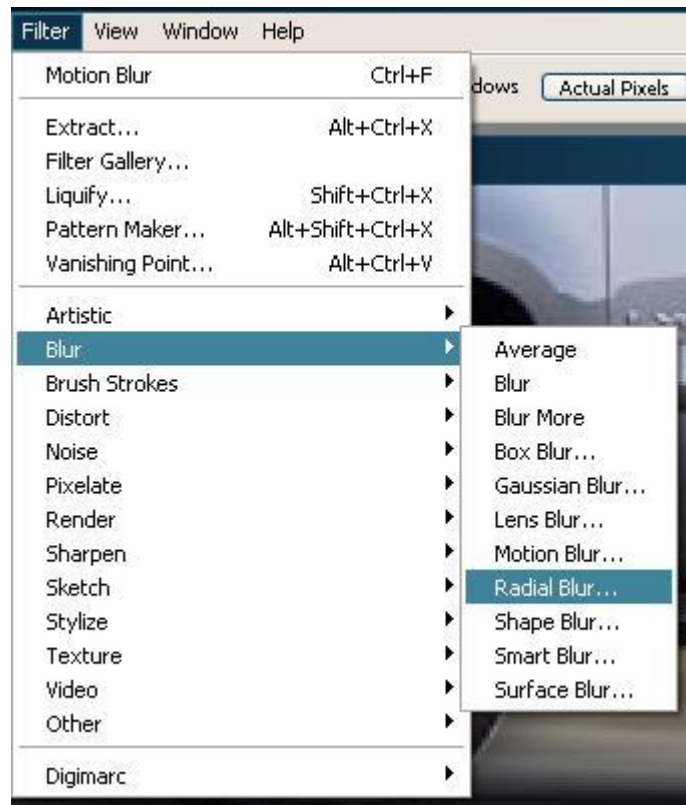 Filter View Window Help
Motion Blur Ctrl+F
dows Actual Pixels
Extract... Alt+Ctrl+X
Filter Gallery...
Liquify... Shift+Ctrl+X
Pattern Maker... Alt+Shift+Ctrl+X
Vanishing Point... Alt+Ctrl+V
Artistic
Blur
Brush Strokes
Distort
Noise
Pixelate
Render
Sharpen
Sketch
Stylize
Texture
Video
Other
Digimarc
Average
Blur
Blur More
Box Blur...
Gaussian Blur...
Lens Blur...
Motion Blur...
Radial Blur...
Shape Blur...
Smart Blur...
Surface Blur...